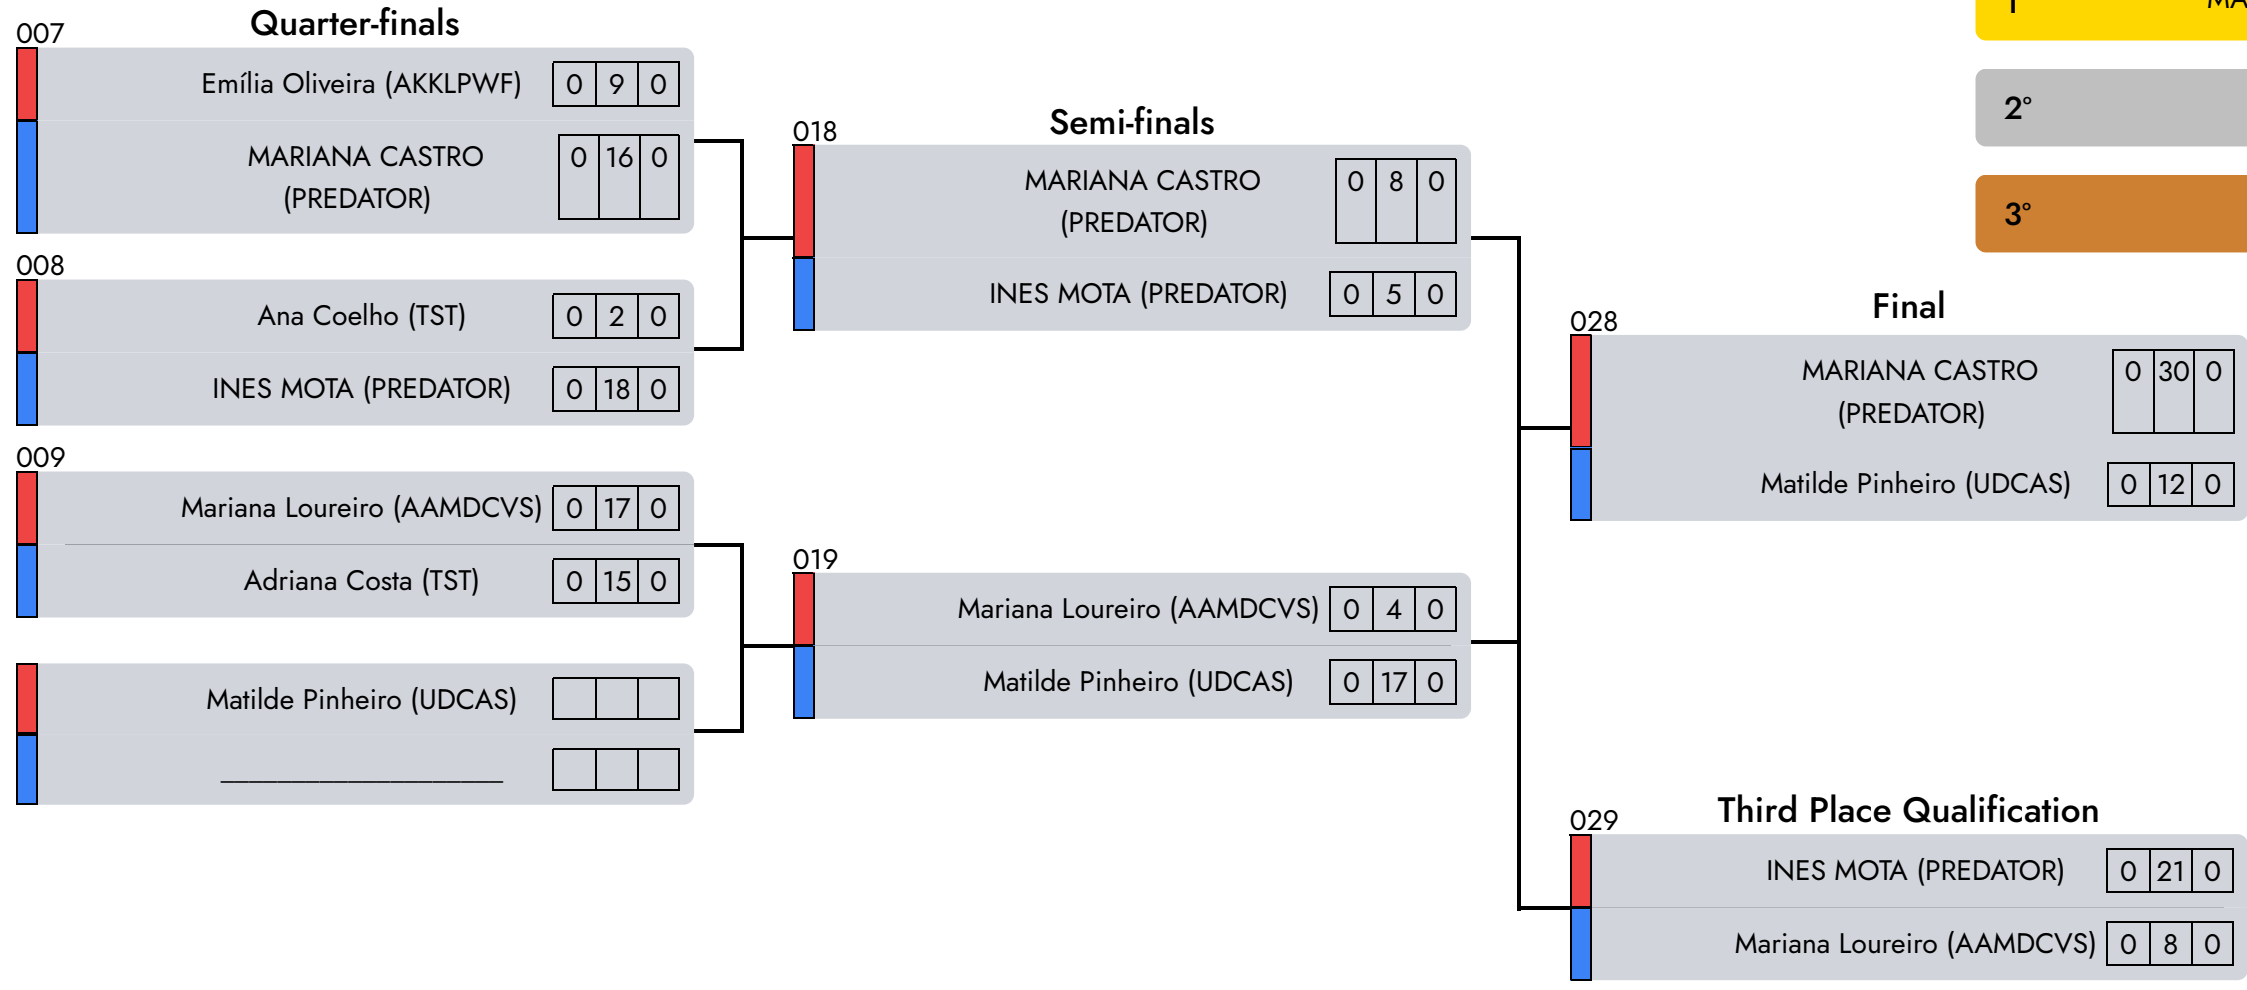 Quarter-finals
007
Emília Oliveira (AKKLPWF) 0 9 0
MARIANA CASTRO
(PREDATOR) 0 16 0
008
Ana Coelho (TST) 0 2 0
INES MOTA (PREDATOR) 0 18 0
009
Mariana Loureiro (AAMDCVS) 0 17 0
Adriana Costa (TST) 0 15 0
Matilde Pinheiro (UDCAS)
____________________
Semi-finals
018
MARIANA CASTRO
(PREDATOR) 0 8 0
INES MOTA (PREDATOR) 0 5 0
019
Mariana Loureiro (AAMDCVS) 0 4 0
Matilde Pinheiro (UDCAS) 0 17 0
2°
3°
Final
028
MARIANA CASTRO
(PREDATOR) 0 30 0
Matilde Pinheiro (UDCAS) 0 12 0
Third Place Qualification
029
INES MOTA (PREDATOR) 0 21 0
Mariana Loureiro (AAMDCVS) 0 8 0